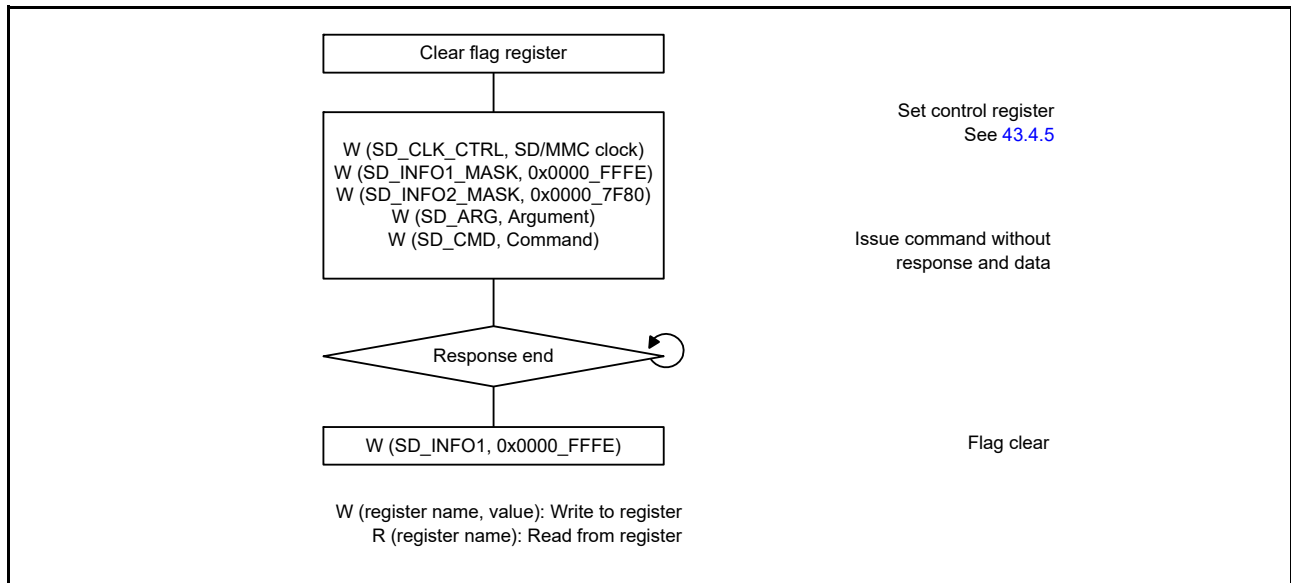 Clear flag register
Set control register
See 43.4.5
W (SD_CLK_CTRL, SD/MMC clock)
W (SD_INFO1_MASK, 0x0000_FFFE)
W (SD_INFO2_MASK, 0x0000_7F80)
W (SD_ARG, Argument)
W (SD_CMD, Command)
Issue command without
response and data
Response end
W (SD_INFO1, 0x0000_FFFE)
Flag clear
W (register name, value): Write to register
R (register name): Read from register